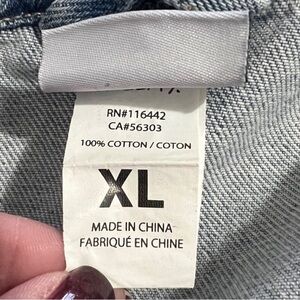 RN#116442
CA#56303
100% COTTON / COTON
XL
MADE IN CHINA
FABRIQUÉ EN CHINE